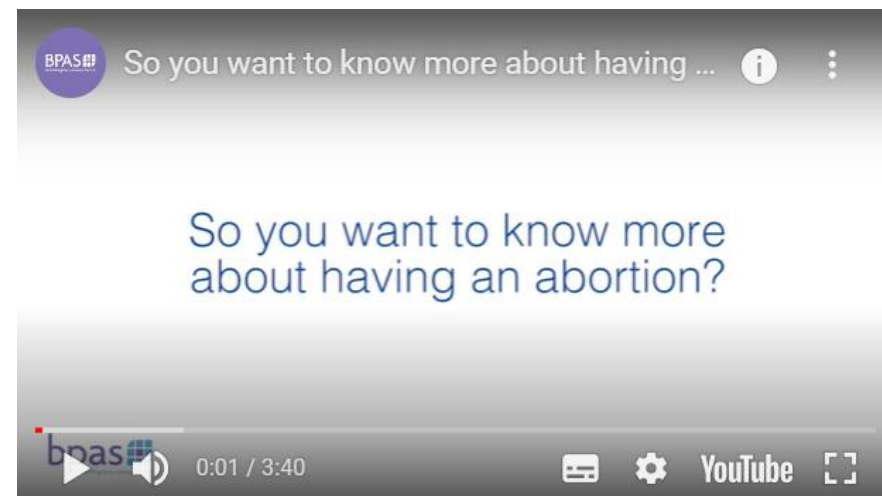 BPAS
So you want to know more about having ...
i
So you want to know more
about having an abortion?
bpas
0:01 / 3:40
YouTube